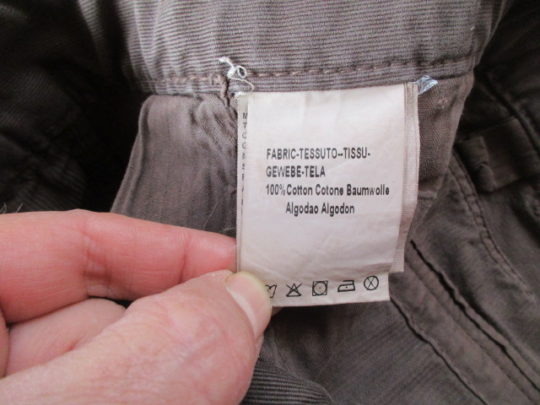 FABRIC-TESSUTO--TISSU-
GEWEBE-TELA
100%Cotton Cotone Baumwolle
Algodao Algodon